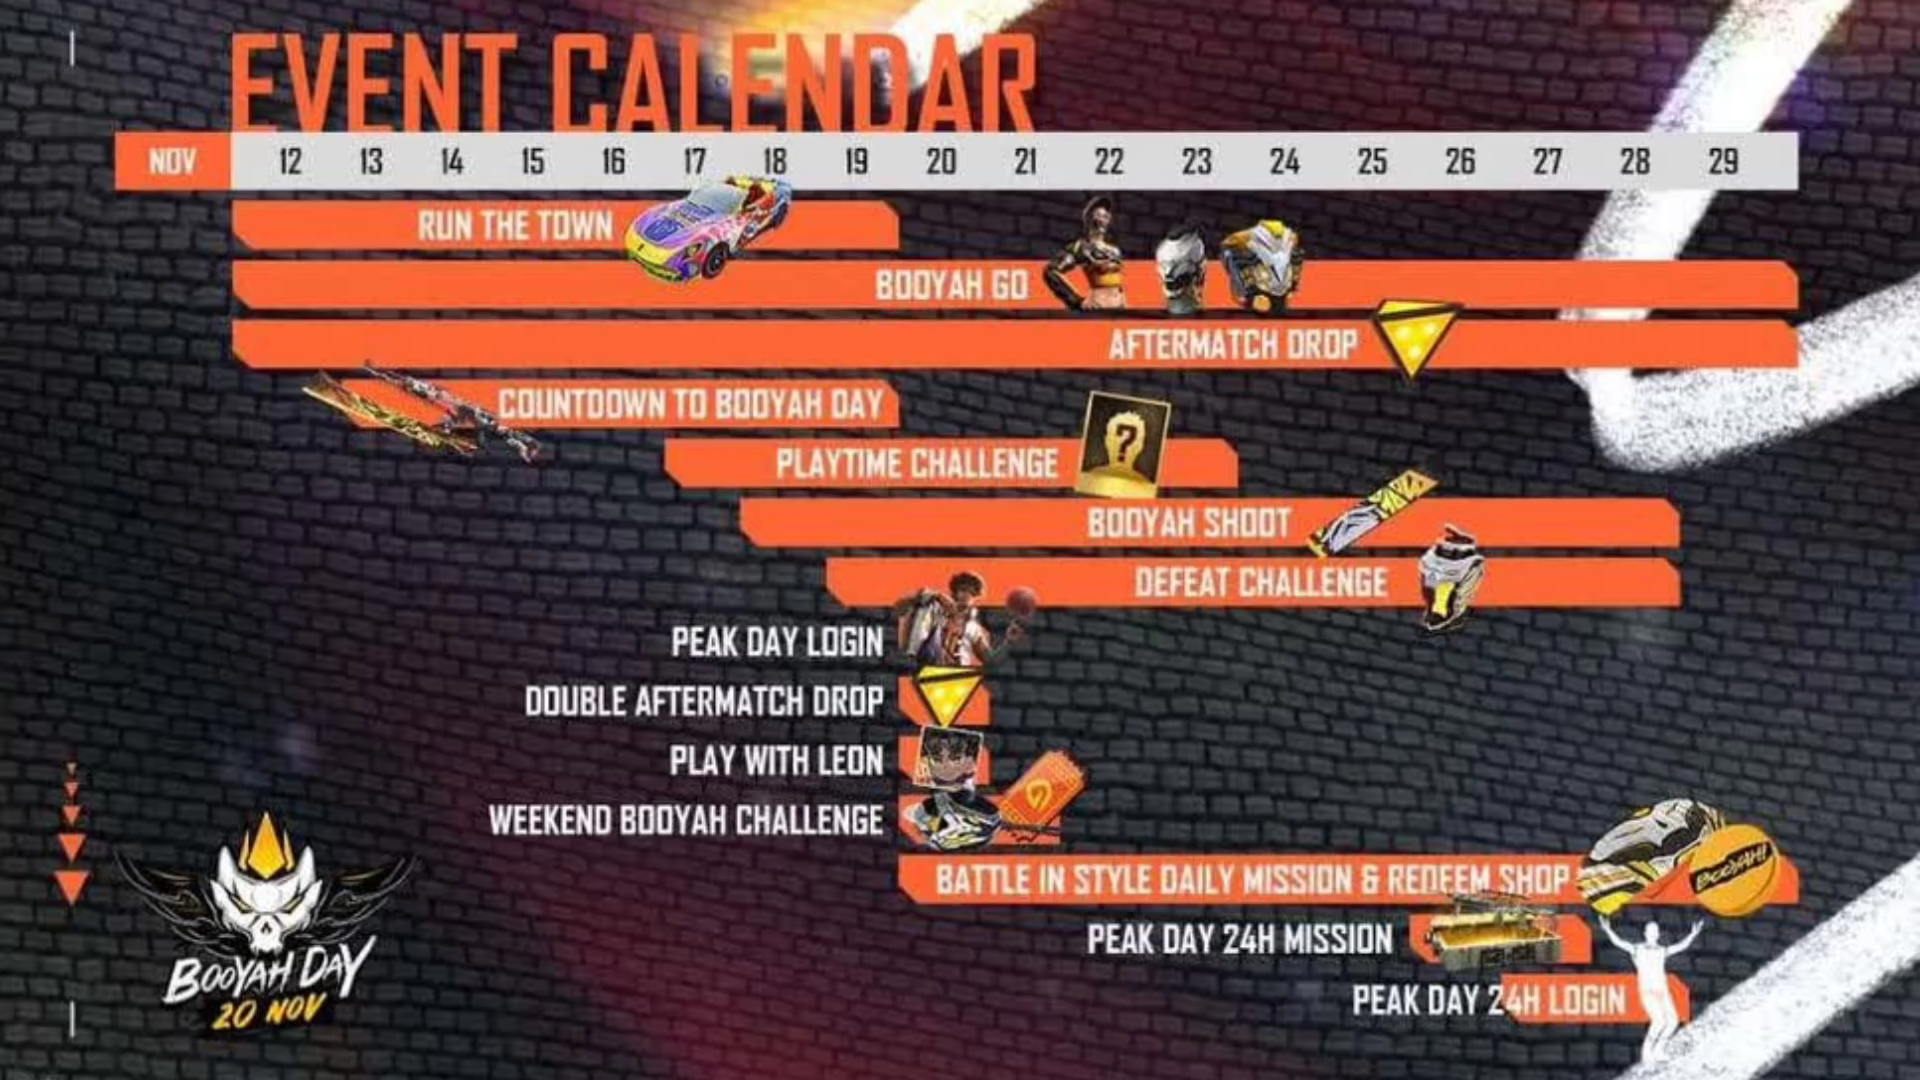 EVENT CALENDAR
NOV 12 13 14 15 16 17 18 19 20 21 22 23 24 25 26 27 28 29
RUN THE TOWN
BOOYAH GO
AFTERMATCH DROP
COUNTDOWN TO BOOYAH DAY
PLAYTIME CHALLENGE
?
BOOYAH SHOOT
DEFEAT CHALLENGE
PEAK DAY LOGIN
DOUBLE AFTERMATCH DROP
PLAY WITH LEON
WEEKEND BOOYAH CHALLENGE
BATTLE IN STYLE DAILY MISSION & REDEEM SHOP
BOOYAH!
PEAK DAY 24H MISSION
PEAK DAY 24H LOGIN
BOOYAH DAY
20 NOV